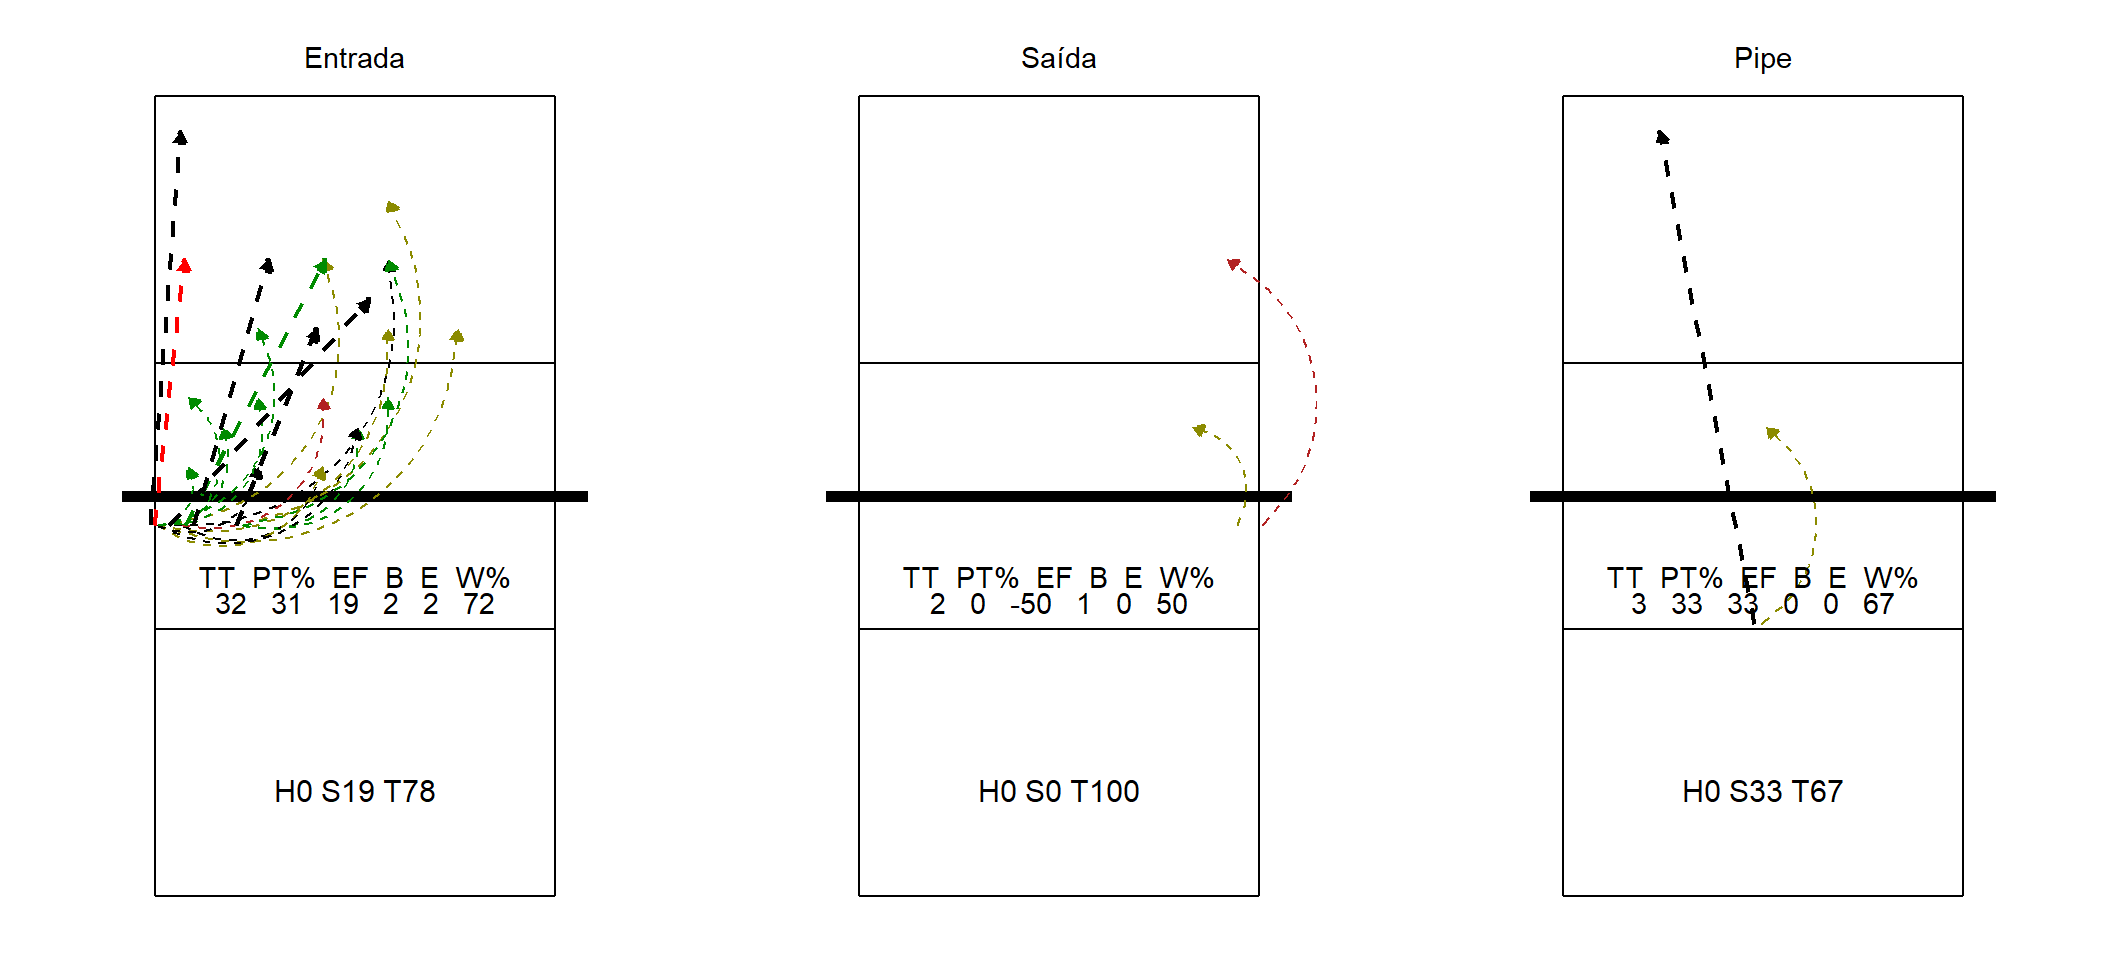 Entrada
Saída
Pipe
TT PT% EF B E W%
32 31 19 2 2 72
TT PT% EF B E W%
2 0 -50 1 0 50
TT PT% EF B E W%
3 33 33 0 0 67
H0 S19 T78
H0 S0 T100
H0 S33 T67